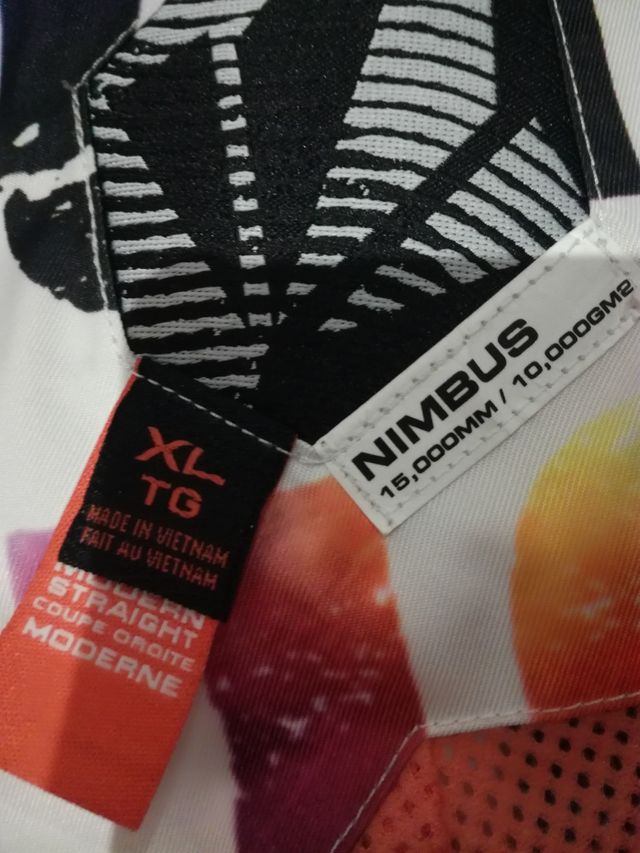 NIMBUS
15,000MM / 10,000GM2
XL
TG
MADE IN VIETNAM
FAIT AU VIETNAM
MODERN
STRAIGHT
COUPE DROITE
MODERNE